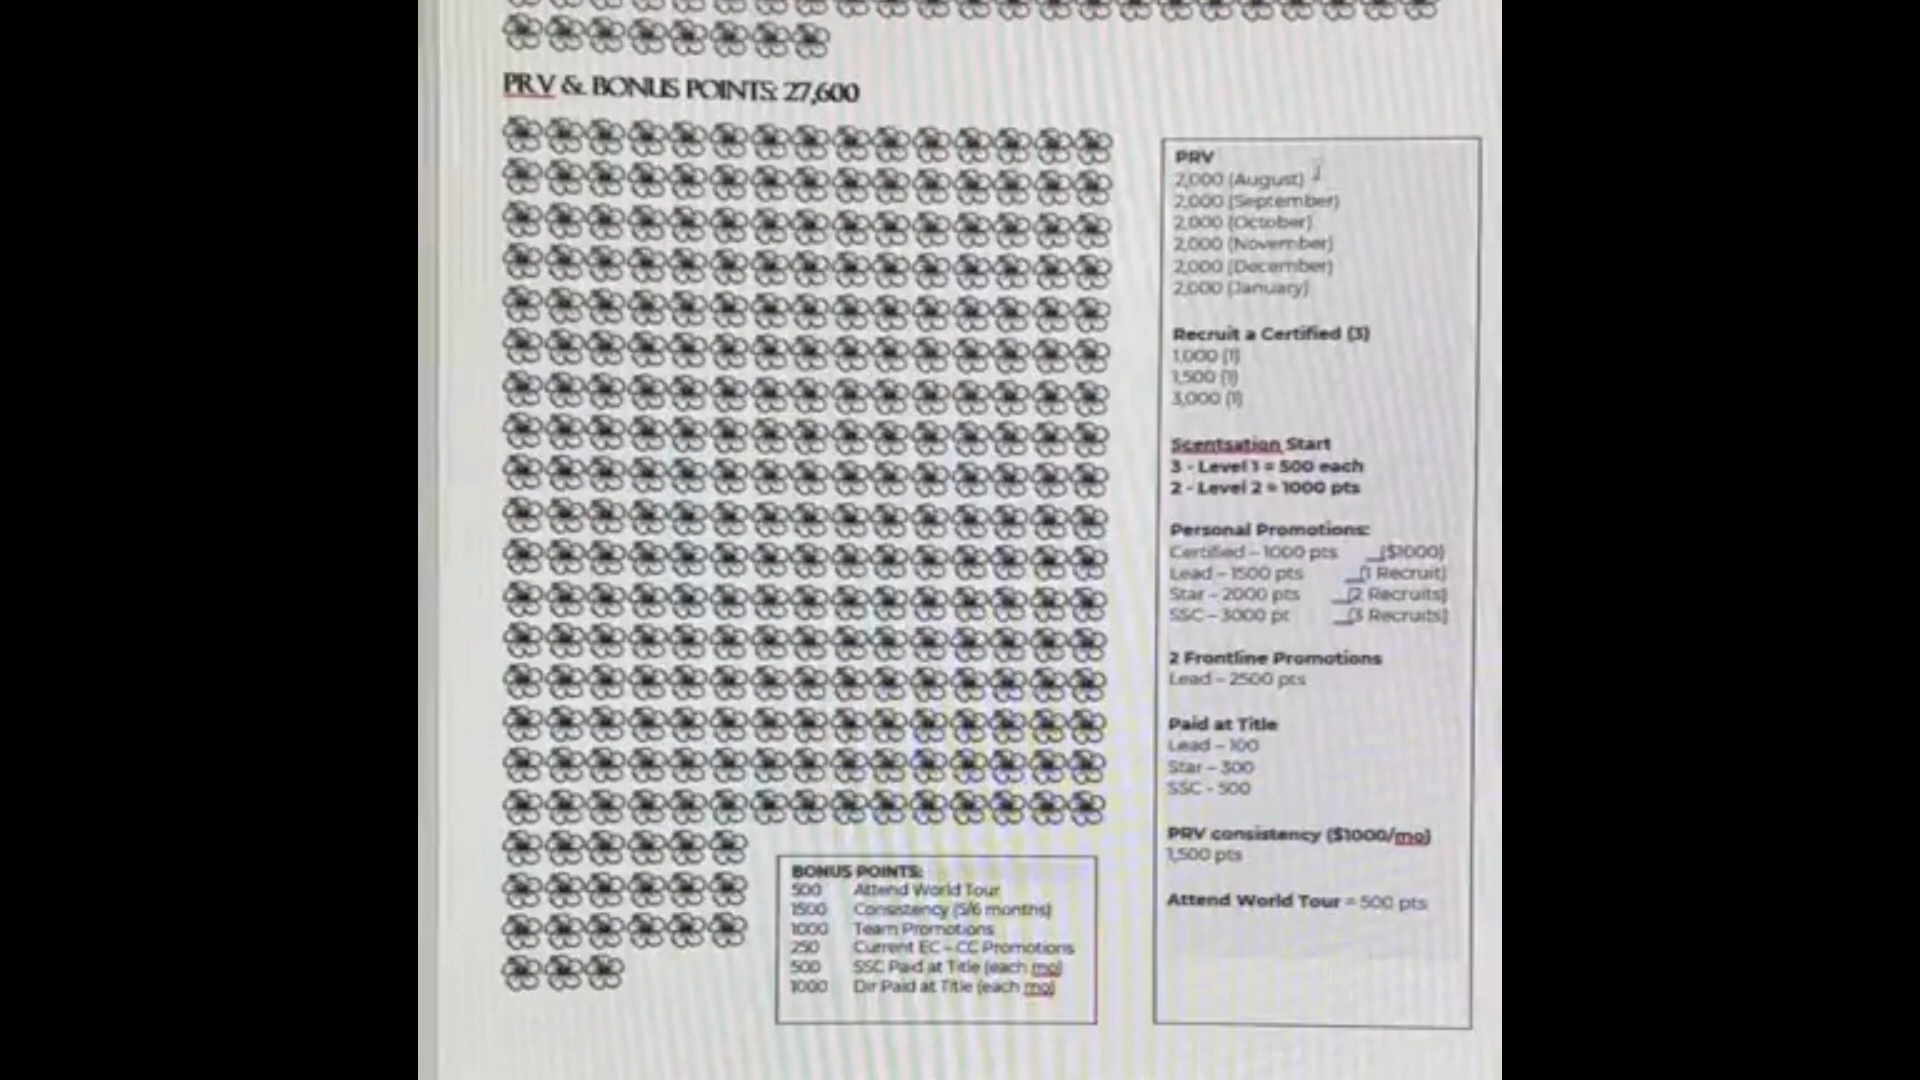 PRV & BONUS POINTS: 27,600
PRV
2,000 (August)
2,000 (September)
2,000 (October)
2,000 (November)
2,000 (December)
2,000 (January)
Recruit a Certified (3)
1,000 (1)
1,500 (1)
3,000 (1)
Scentsation Start
3 - Level 1 = 500 each
2 - Level 2 = 1000 pts
Personal Promotions:
Certified – 1000 pts __($1000)
Lead – 1500 pts __(1 Recruit)
Star – 2000 pts __(2 Recruits)
SSC – 3000 pt __(3 Recruits)
2 Frontline Promotions
Lead – 2500 pts
Paid at Title
Lead – 100
Star – 300
SSC - 500
PRV consistency ($1000/mo)
1,500 pts
Attend World Tour = 500 pts
BONUS POINTS:
500 Attend World Tour
1500 Consistency (5/6 months)
1000 Team Promotions
250 Current EC – CC Promotions
500 SSC Paid at Title (each mo)
1000 Dir Paid at Title (each mo)